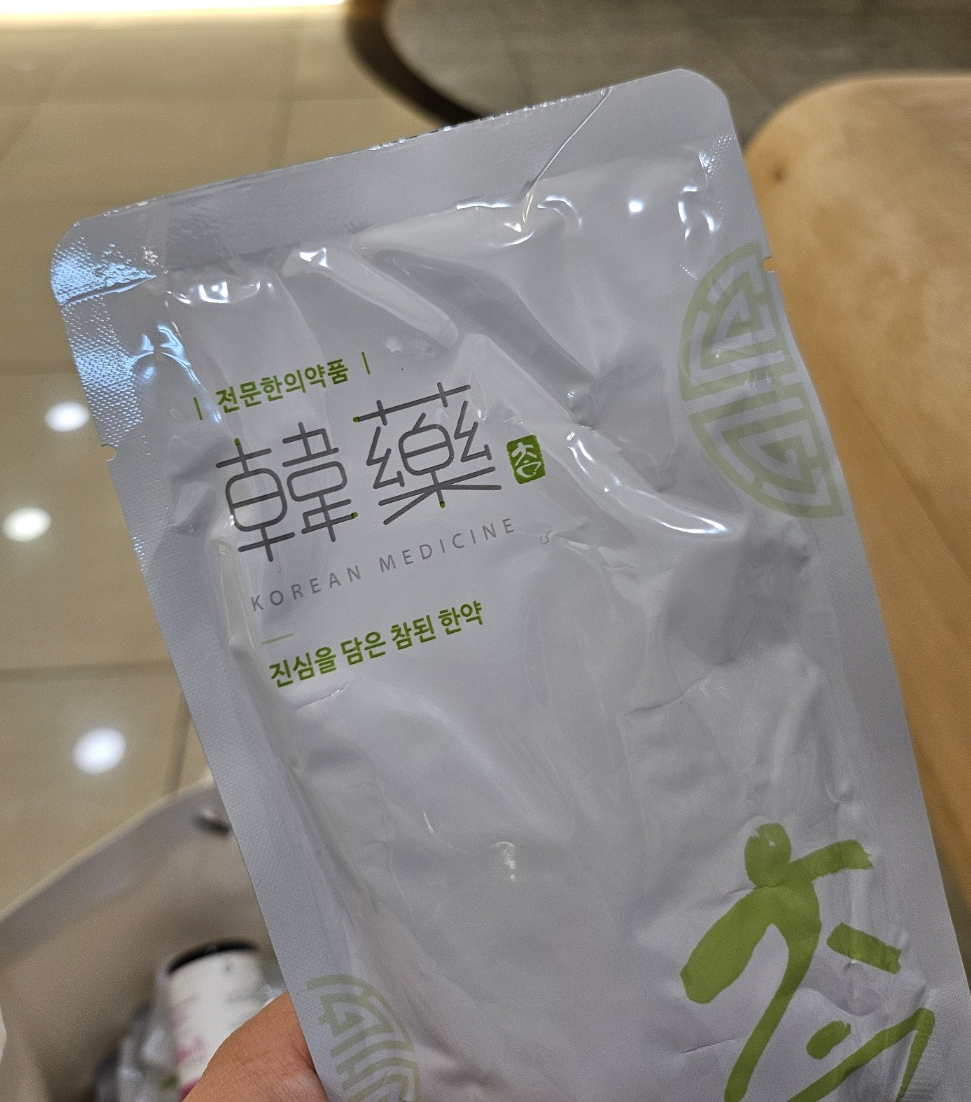 | 전문한의약품 |
韓藥
KOREAN MEDICINE
진심을 담은 참된 한약